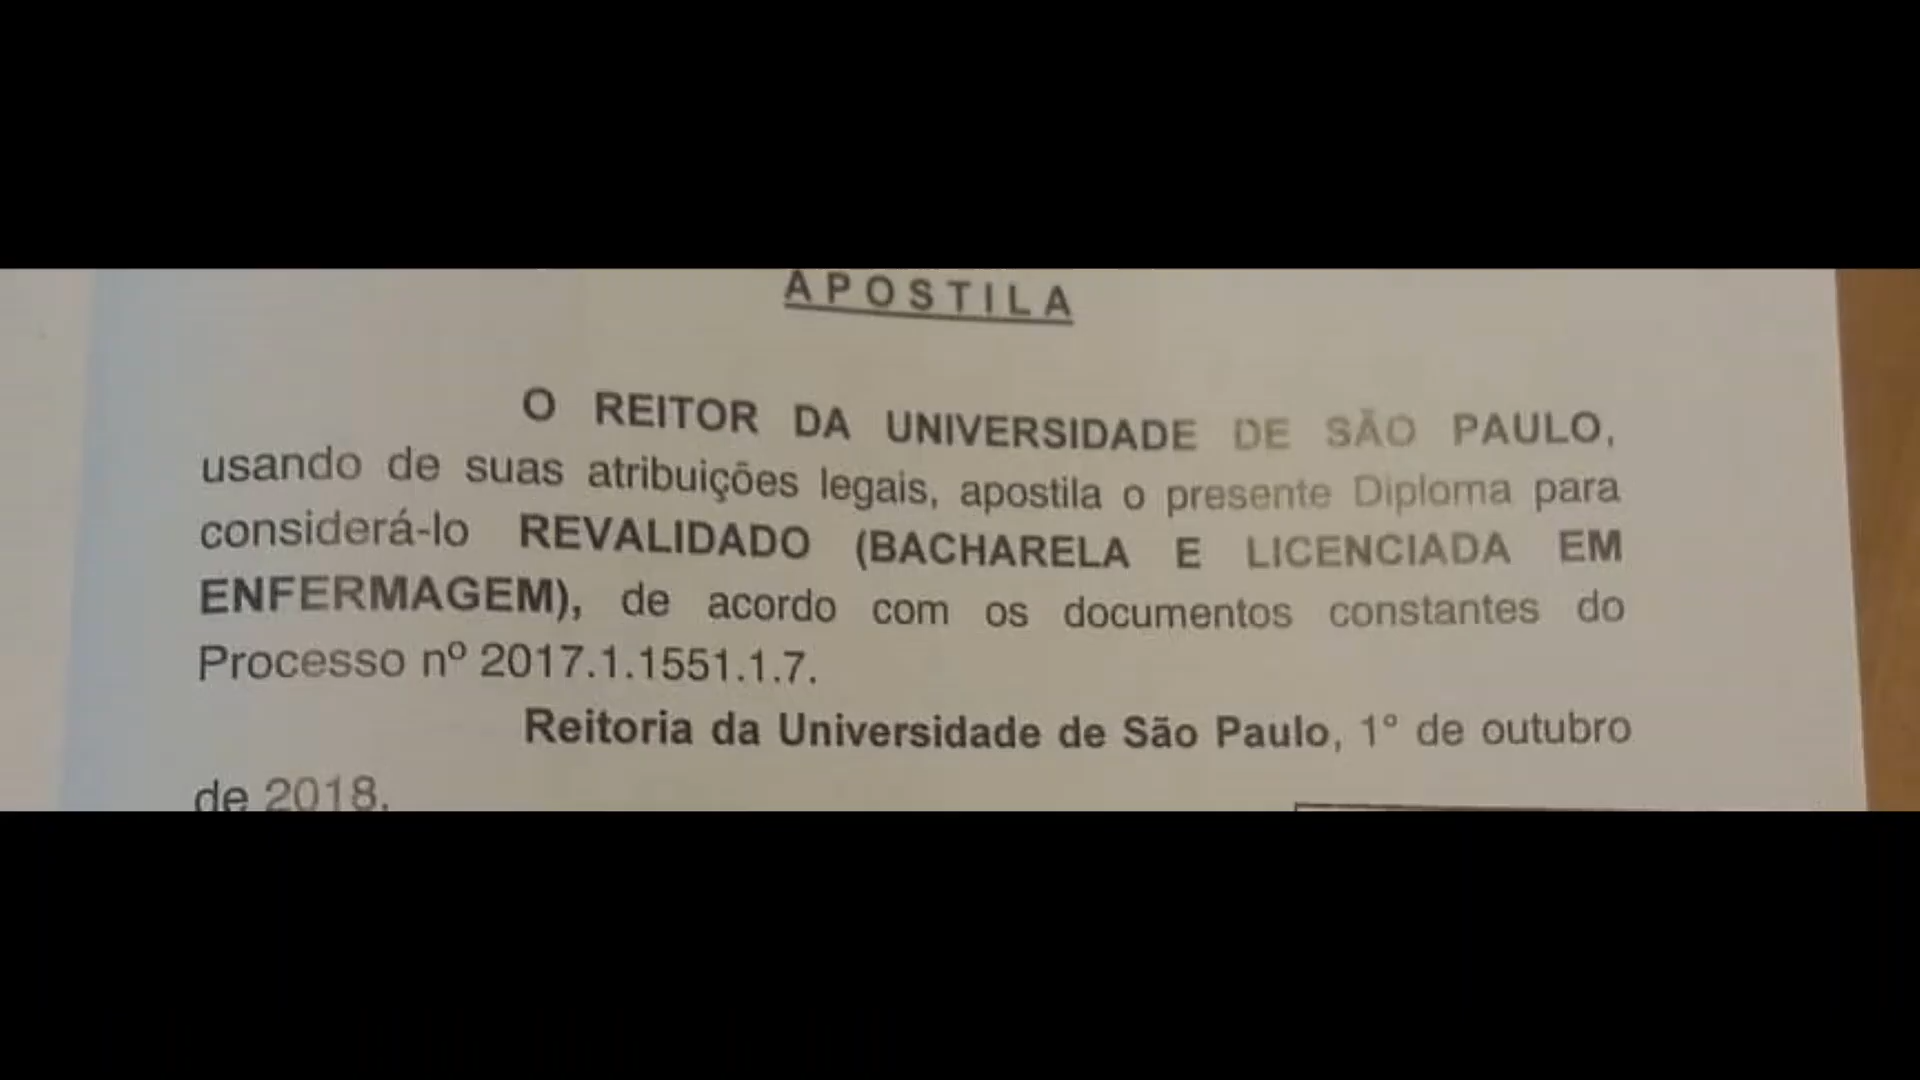 APOSTILA
O REITOR DA UNIVERSIDADE DE SÃO PAULO,
usando de suas atribuições legais, apostila o presente Diploma para
considerá-lo REVALIDADO (BACHARELA E LICENCIADA EM
ENFERMAGEM), de acordo com os documentos constantes do
Processo nº 2017.1.1551.1.7.
Reitoria da Universidade de São Paulo, 1º de outubro
de 2018.